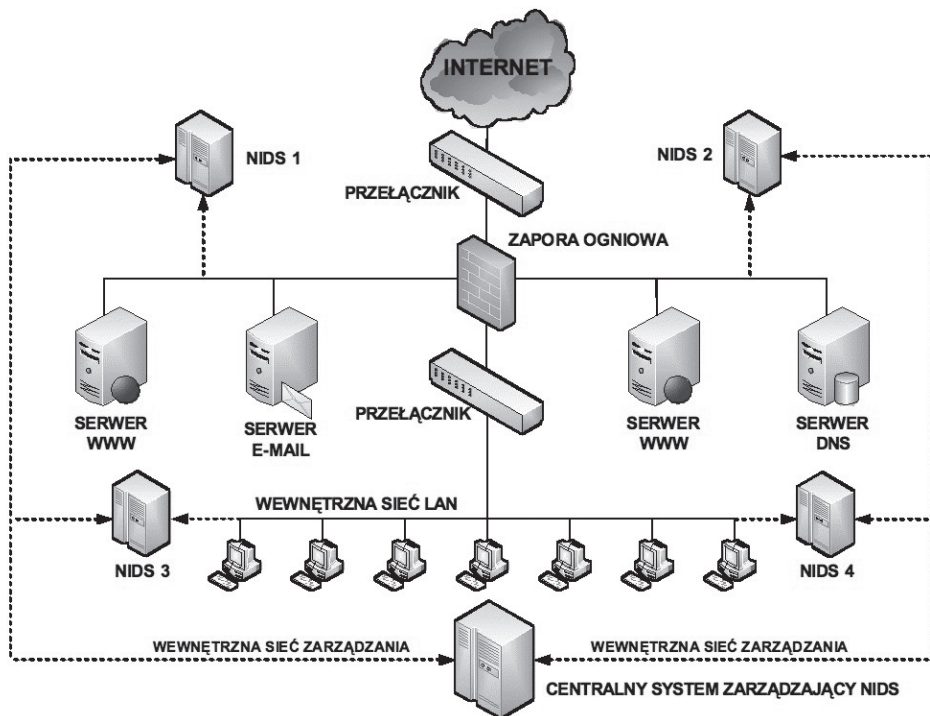 INTERNET
NIDS 1
NIDS 2
PRZEŁĄCZNIK
ZAPORA OGNIOWA
SERWER
WWW
SERWER
E-MAIL
PRZEŁĄCZNIK
SERWER
WWW
SERWER
DNS
WEWNĘTRZNA SIEĆ LAN
NIDS 3
NIDS 4
WEWNĘTRZNA SIEĆ ZARZĄDZANIA
WEWNĘTRZNA SIEĆ ZARZĄDZANIA
CENTRALNY SYSTEM ZARZĄDZAJĄCY NIDS